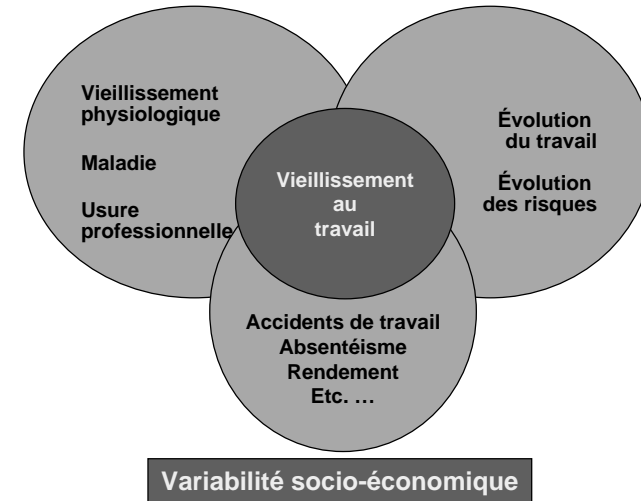 Vieillissement
physiologique
Maladie
Usure
professionnelle
Vieillissement
au
travail
Évolution
du travail
Évolution
des risques
Accidents de travail
Absentéisme
Rendement
Etc. …
Variabilité socio-économique